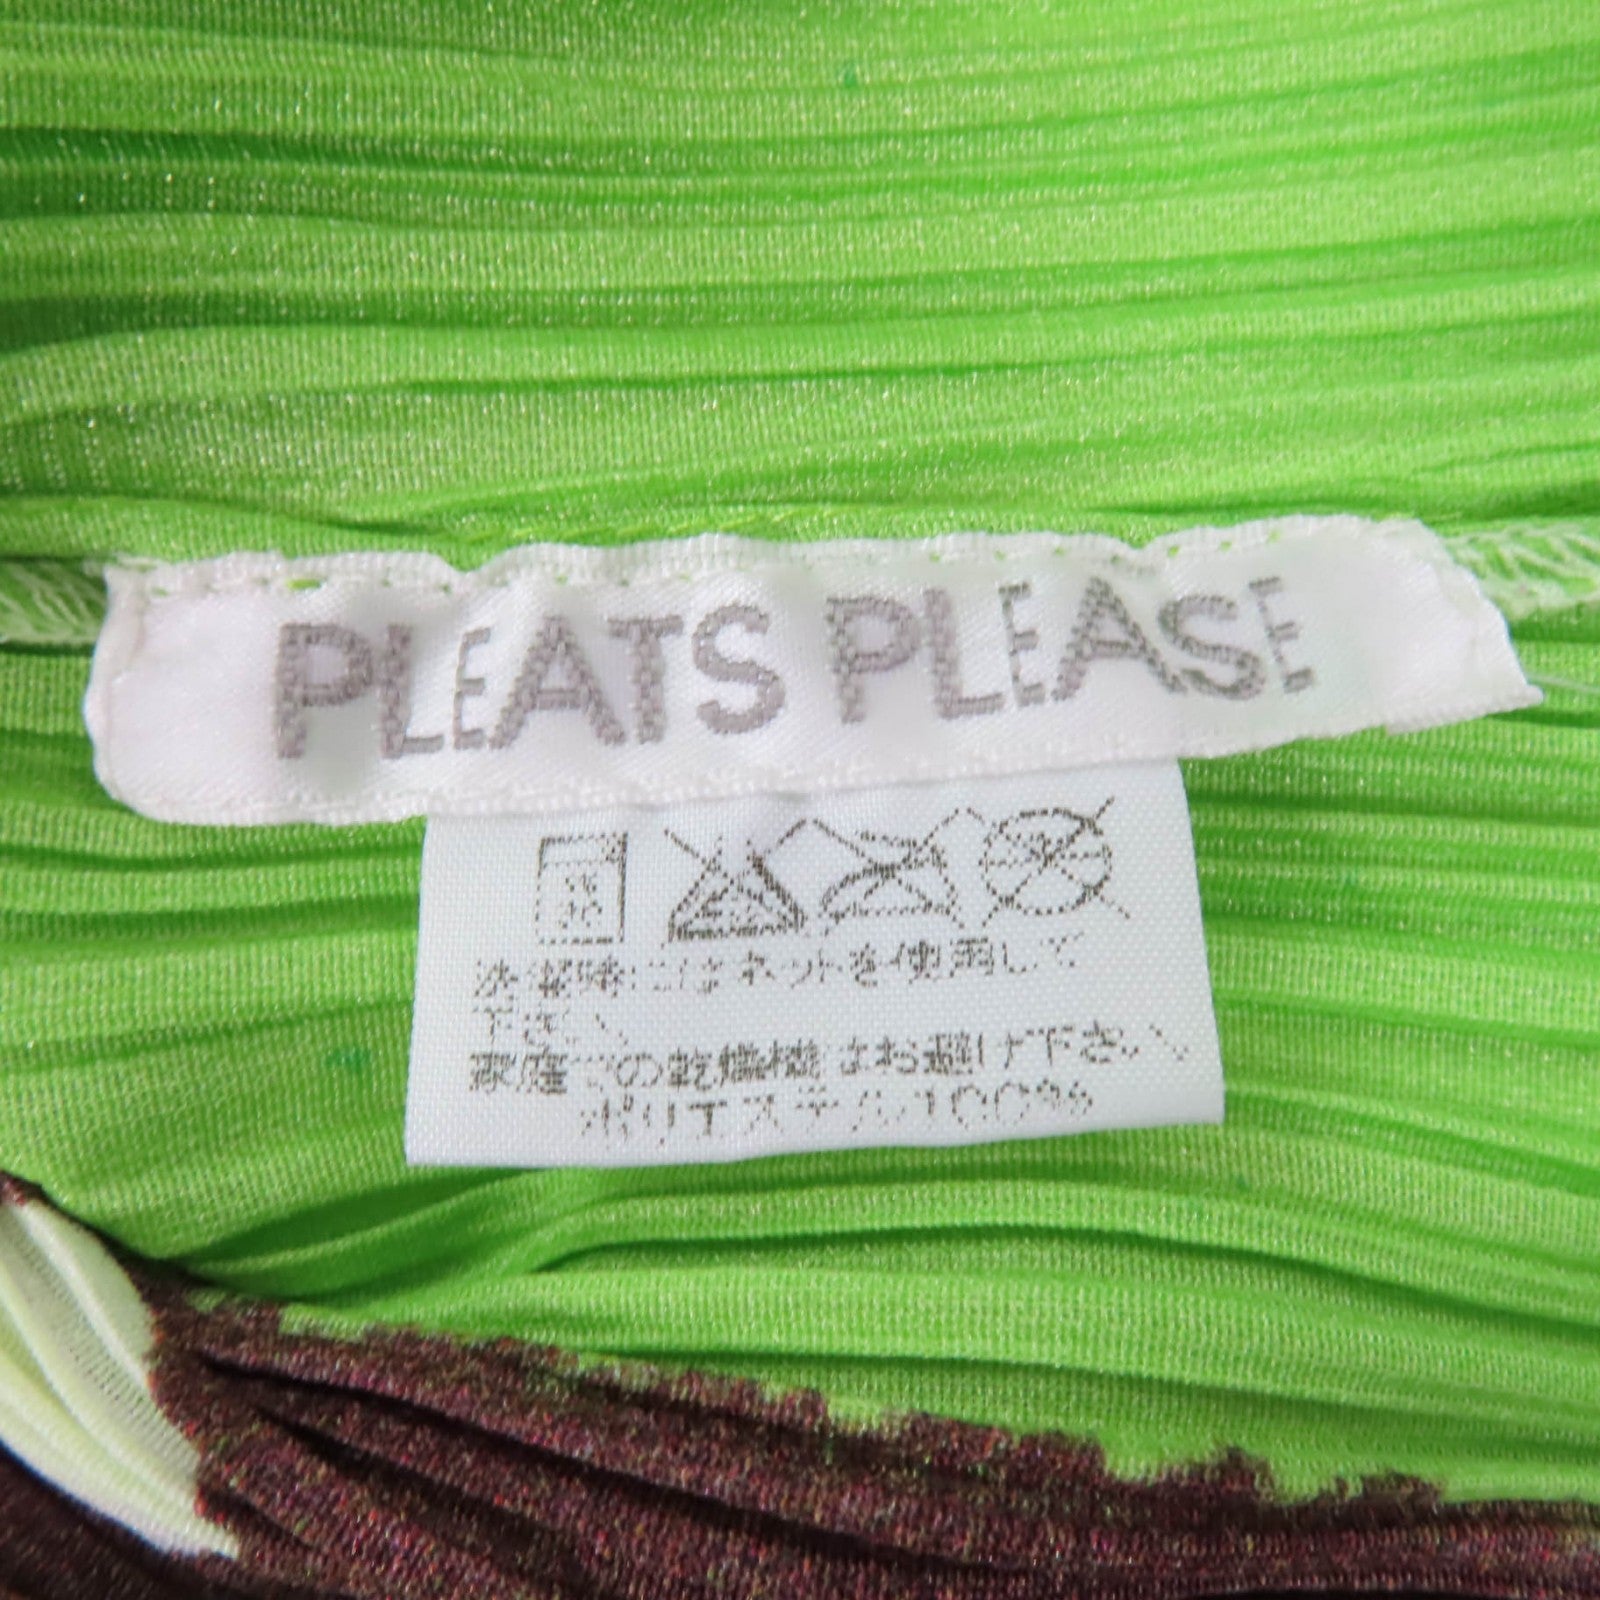 PLEATS PLEASE
洗濯際にはネットを使用して
下さい
家庭での乾燥機はお避け下さい
ポリエステル100%